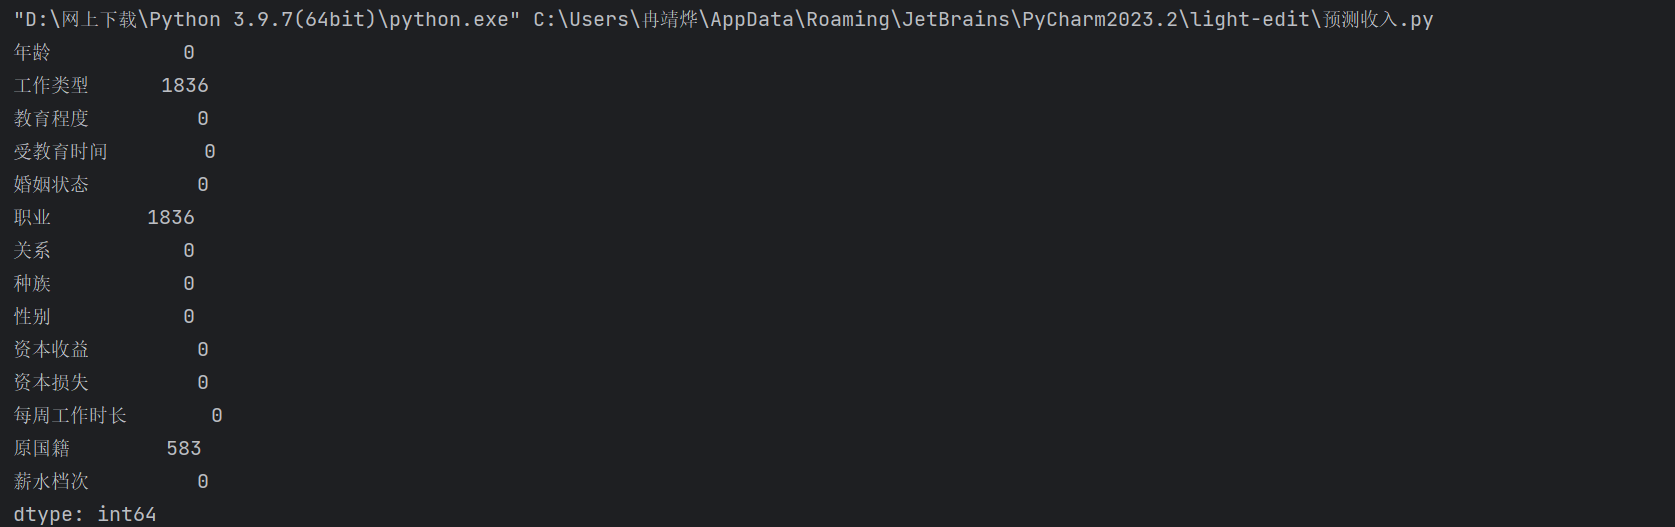 "D:\网上下载\Python 3.9.7(64bit)\python.exe" C:\Users\冉靖烨\AppData\Roaming\JetBrains\PyCharm2023.2\light-edit\预测收入.py
年龄 0
工作类型 1836
教育程度 0
受教育时间 0
婚姻状态 0
职业 1836
关系 0
种族 0
性别 0
资本收益 0
资本损失 0
每周工作时长 0
原国籍 583
薪水档次 0
dtype: int64